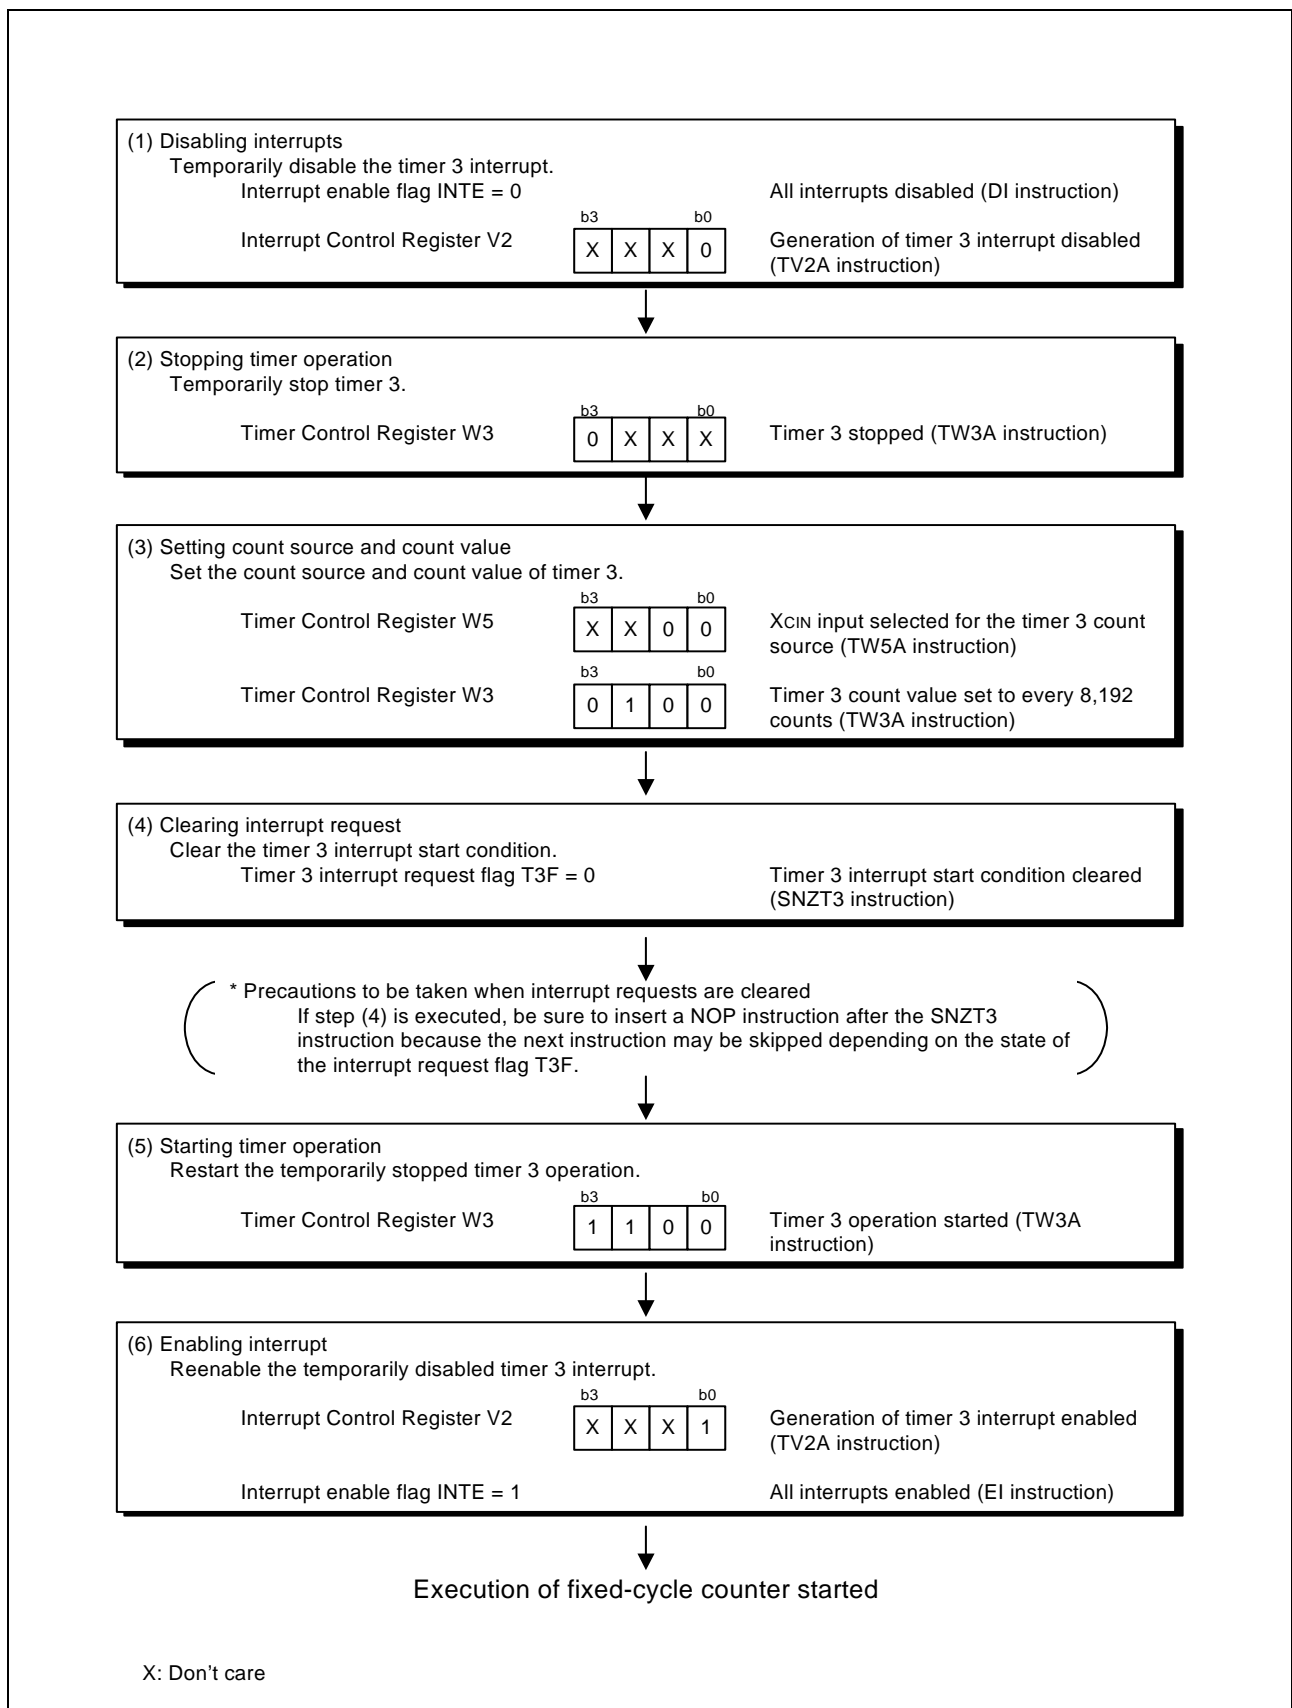 (1) Disabling interrupts
Temporarily disable the timer 3 interrupt.
Interrupt enable flag INTE = 0 All interrupts disabled (DI instruction)
b3 b0
Interrupt Control Register V2 X X X 0 Generation of timer 3 interrupt disabled
(TV2A instruction)
(2) Stopping timer operation
Temporarily stop timer 3.
b3 b0
Timer Control Register W3 0 X X X Timer 3 stopped (TW3A instruction)
(3) Setting count source and count value
Set the count source and count value of timer 3.
b3 b0
Timer Control Register W5 X X 0 0 XCIN input selected for the timer 3 count
source (TW5A instruction)
b3 b0
Timer Control Register W3 0 1 0 0 Timer 3 count value set to every 8,192
counts (TW3A instruction)
(4) Clearing interrupt request
Clear the timer 3 interrupt start condition.
Timer 3 interrupt request flag T3F = 0 Timer 3 interrupt start condition cleared
(SNZT3 instruction)
* Precautions to be taken when interrupt requests are cleared
If step (4) is executed, be sure to insert a NOP instruction after the SNZT3
instruction because the next instruction may be skipped depending on the state of
the interrupt request flag T3F.
(5) Starting timer operation
Restart the temporarily stopped timer 3 operation.
b3 b0
Timer Control Register W3 1 1 0 0 Timer 3 operation started (TW3A
instruction)
(6) Enabling interrupt
Reenable the temporarily disabled timer 3 interrupt.
b3 b0
Interrupt Control Register V2 X X X 1 Generation of timer 3 interrupt enabled
(TV2A instruction)
Interrupt enable flag INTE = 1 All interrupts enabled (EI instruction)
Execution of fixed-cycle counter started
X: Don't care